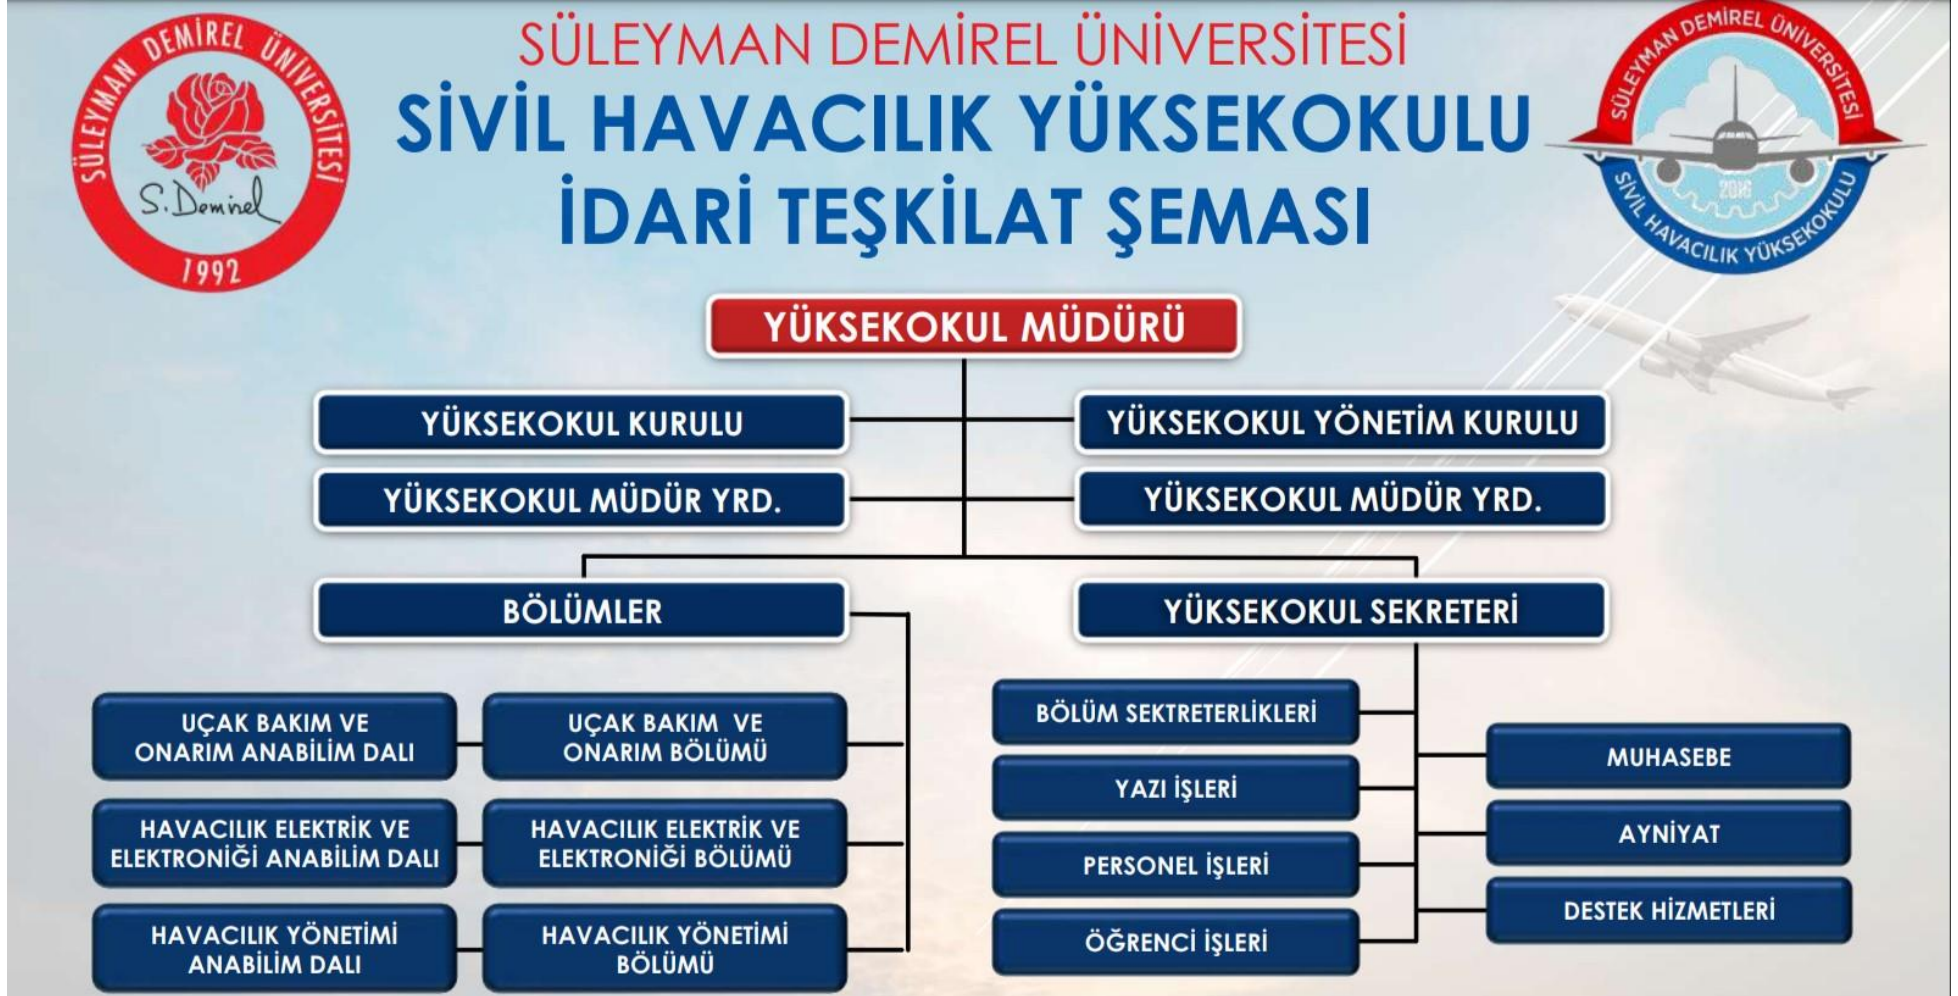 SÜLEYMAN DEMİREL ÜNİVERSİTESİ
S. Demirel
1992
SÜLEYMAN DEMİREL ÜNİVERSİTESİ
SİVİL HAVACILIK YÜKSEKOKULU
İDARİ TEŞKİLAT ŞEMASI
SÜLEYMAN DEMİREL ÜNİVERSİTESİ
2016
SİVİL HAVACILIK YÜKSEKOKULU
YÜKSEKOKUL MÜDÜRÜ
YÜKSEKOKUL KURULU
YÜKSEKOKUL YÖNETİM KURULU
YÜKSEKOKUL MÜDÜR YRD.
YÜKSEKOKUL MÜDÜR YRD.
BÖLÜMLER
YÜKSEKOKUL SEKRETERİ
UÇAK BAKIM VE
ONARIM ANABİLİM DALI
UÇAK BAKIM VE
ONARIM BÖLÜMÜ
HAVACILIK ELEKTRİK VE
ELEKTRONİĞİ ANABİLİM DALI
HAVACILIK ELEKTRİK VE
ELEKTRONİĞİ BÖLÜMÜ
HAVACILIK YÖNETİMİ
ANABİLİM DALI
HAVACILIK YÖNETİMİ
BÖLÜMÜ
BÖLÜM SEKTRETERLİKLERİ
YAZI İŞLERİ
PERSONEL İŞLERİ
ÖĞRENCİ İŞLERİ
MUHASEBE
AYNİYAT
DESTEK HİZMETLERİ